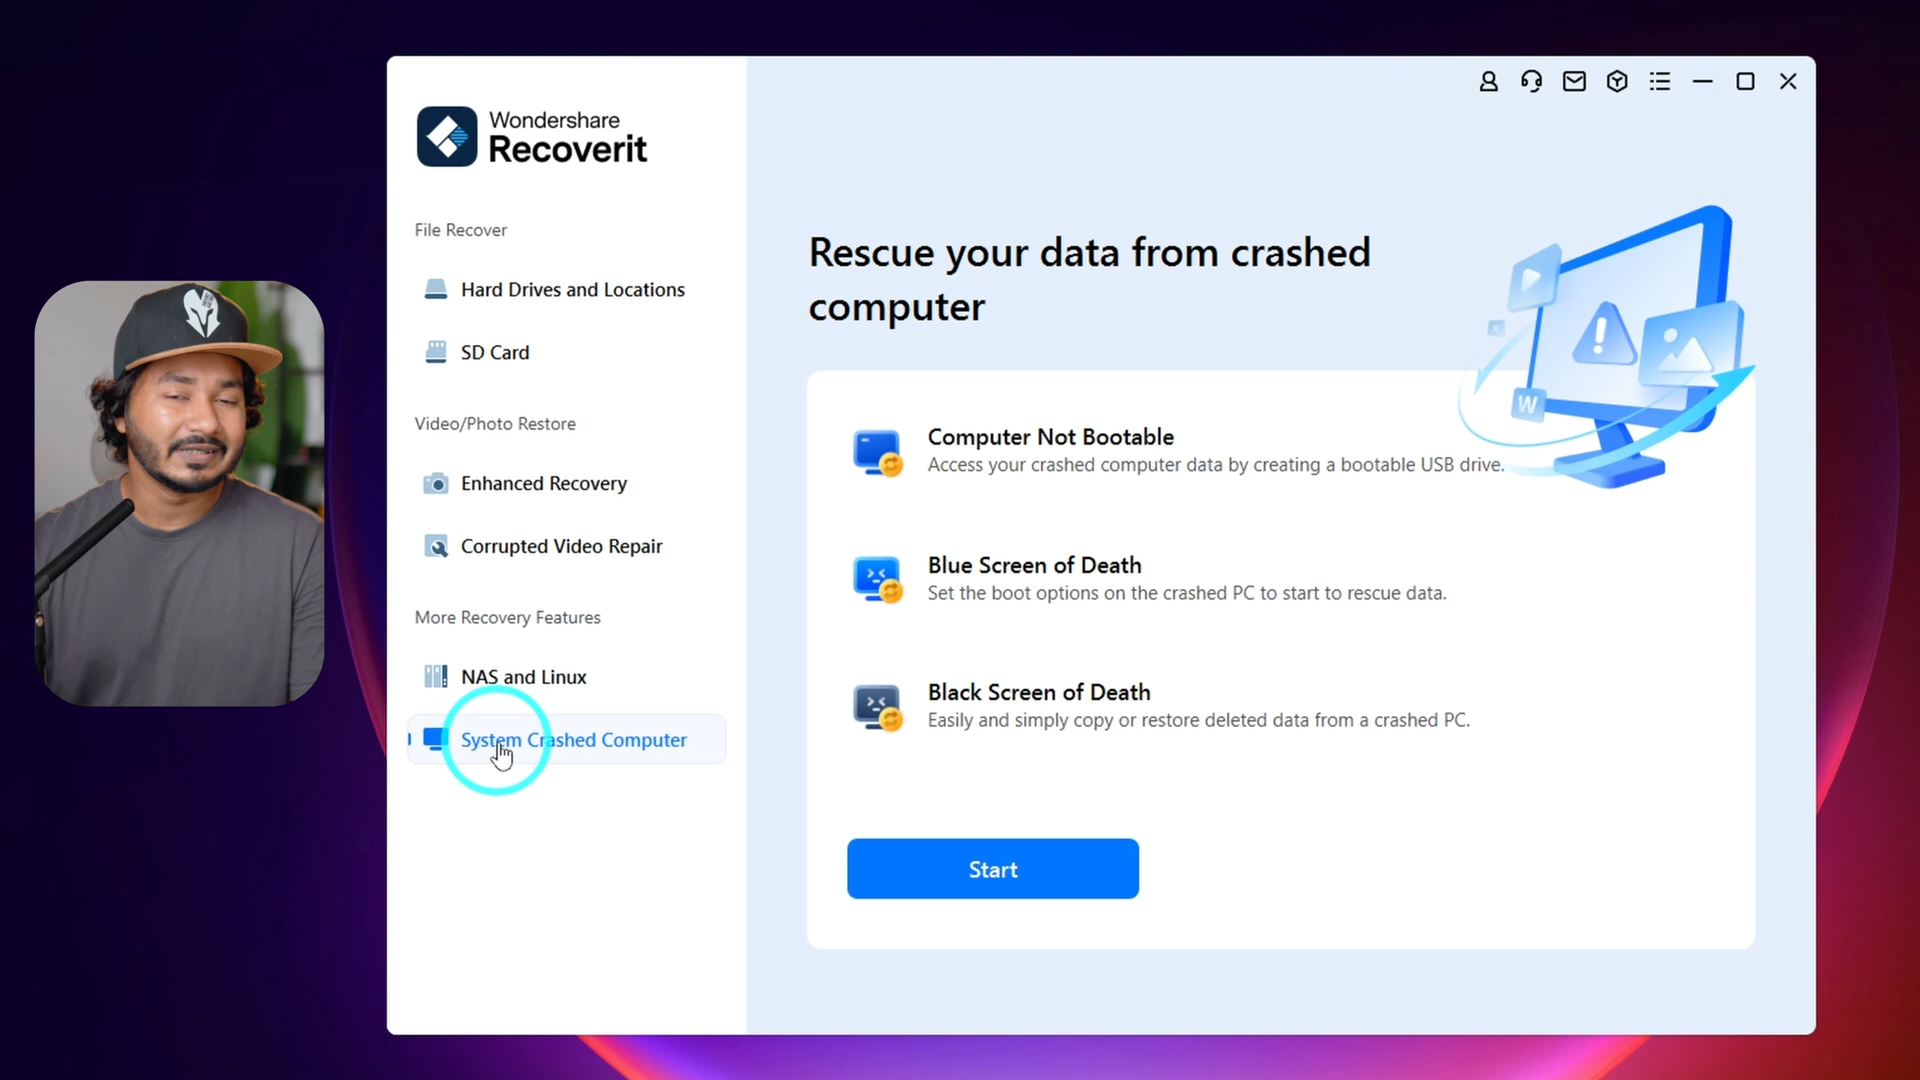 Wondershare
Recoverit
File Recover
Hard Drives and Locations
SD Card
Video/Photo Restore
Enhanced Recovery
Corrupted Video Repair
More Recovery Features
NAS and Linux
System Crashed Computer
Rescue your data from crashed
computer
W
Computer Not Bootable
Access your crashed computer data by creating a bootable USB drive.
Blue Screen of Death
Set the boot options on the crashed PC to start to rescue data.
Black Screen of Death
Easily and simply copy or restore deleted data from a crashed PC.
Start